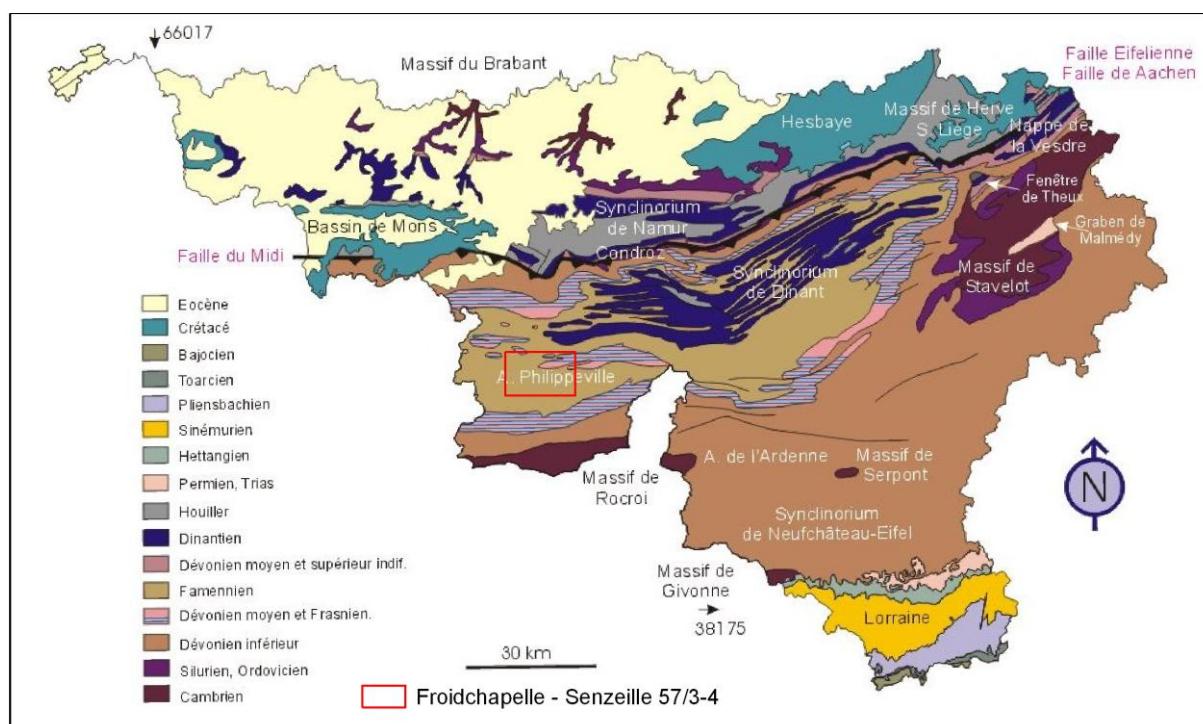 66017
Massif du Brabant
Faille Eifelienne
Faille de Aachen
Hesbaye
Massif de Herve
S. Liège
Nappe de
la Vesdre
Fenêtre
de Theux
Graben de
Malmédy
Synclinorium
de Namur
Bassin de Mons
Faille du Midi
Condroz
Synclinorium
de Dinant
Massif de
Stavelot
Eocène
Crétacé
Bajocien
Toarcien
Pliensbachien
Sinémurien
Hettangien
Permien, Trias
Houiller
Dinantien
Dévonien moyen et supérieur indif.
Famennien
Dévonien moyen et Frasnien.
Dévonien inférieur
Silurien, Ordovicien
Cambrien
A. Philippeville
Massif de
Rocroi
A. de l'Ardenne
Massif de
Serpont
N
Synclinorium
de Neufchâteau-Eifel
Massif de
Givonne
38175
Lorraine
30 km
Froidchapelle - Senzeille 57/3-4